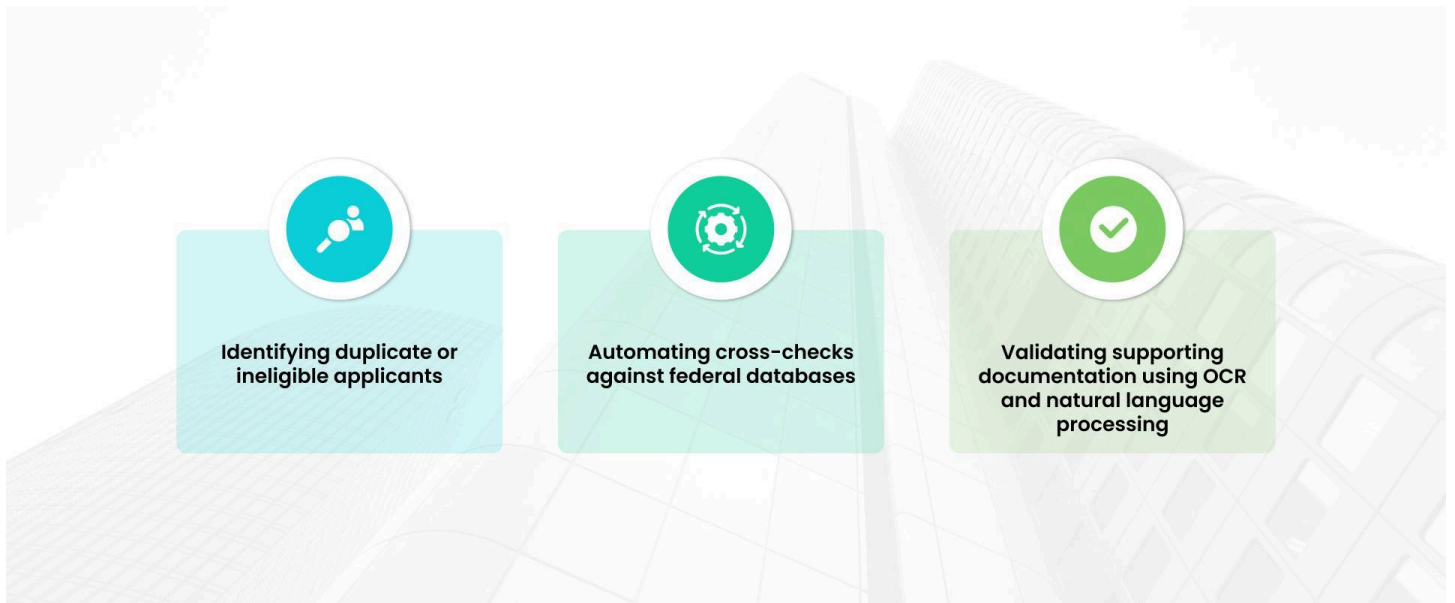 Identifying duplicate or
ineligible applicants
Automating cross-checks
against federal databases
Validating supporting
documentation using OCR
and natural language
processing